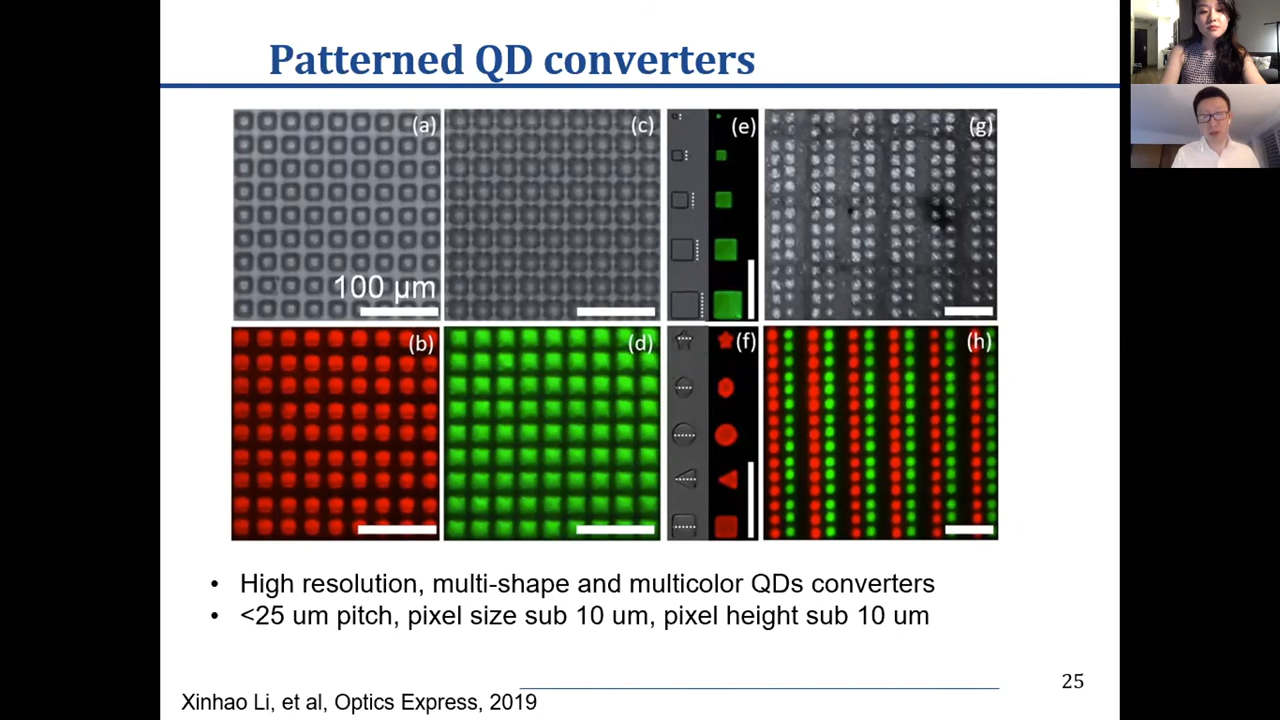 Patterned QD converters
(a)
(c)
(e)
(g)
100 μm
(b)
(d)
(f)
(h)
• High resolution, multi-shape and multicolor QDs converters
• <25 um pitch, pixel size sub 10 um, pixel height sub 10 um
25
Xinhao Li, et al, Optics Express, 2019